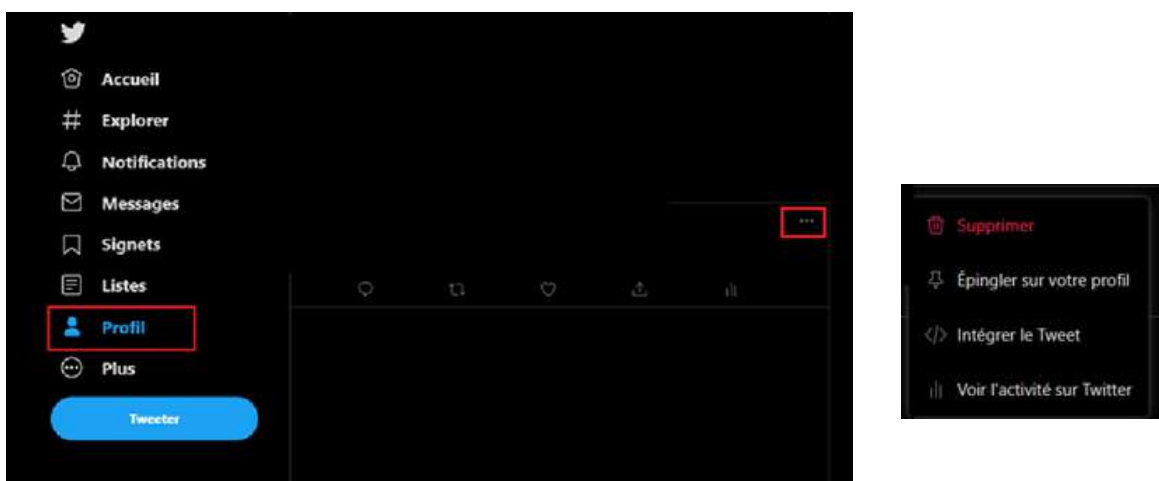 Accueil
Explorer
Notifications
Messages
Signets
Listes
Profil
Plus
Tweeter
Supprimer
Épingler sur votre profil
Intégrer le Tweet
Voir l'activité sur Twitter